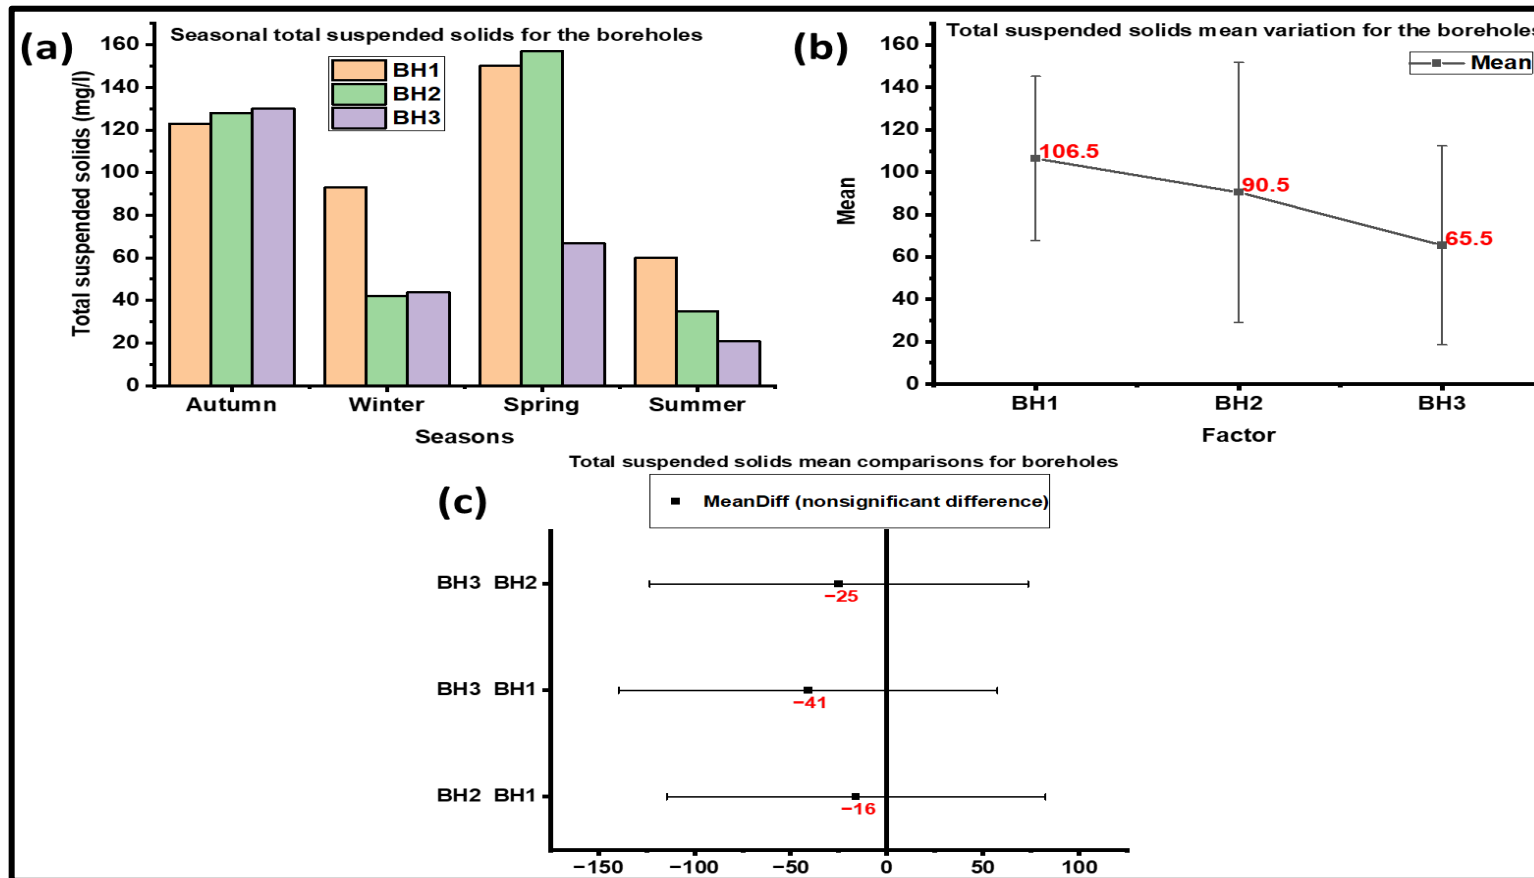 (a)
Seasonal total suspended solids for the boreholes
BH1
BH2
BH3
Total suspended solids (mg/l)
160
140
120
100
80
60
40
20
0
Autumn Winter Spring Summer
Seasons
(b)
Total suspended solids mean variation for the boreholes
Mean
Mean
160
140
120
100
80
60
40
20
0
106.5
90.5
65.5
BH1 BH2 BH3
Factor
Total suspended solids mean comparisons for boreholes
(c)
MeanDiff (nonsignificant difference)
BH3 BH2
−25
BH3 BH1
−41
BH2 BH1
−16
−150 −100 −50 0 50 100